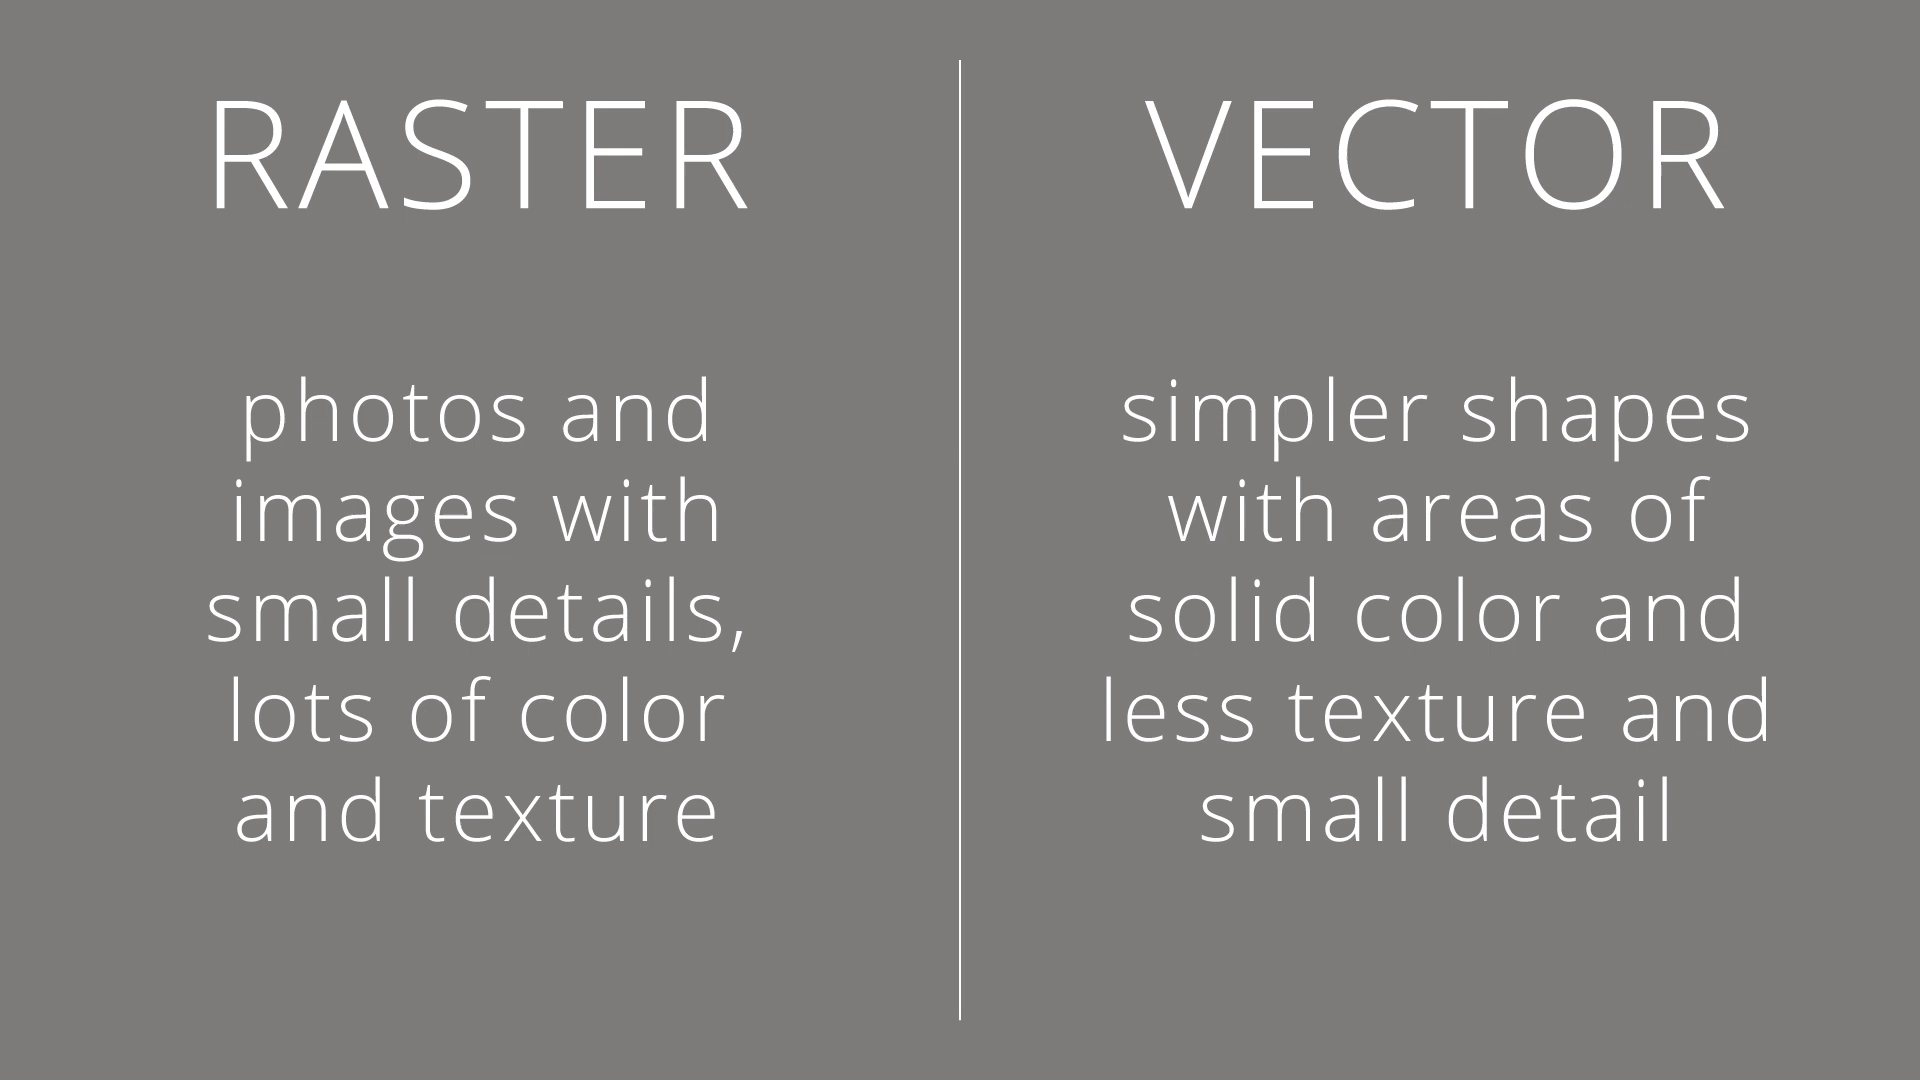 RASTER
photos and
images with
small details,
lots of color
and texture
VECTOR
simpler shapes
with areas of
solid color and
less texture and
small detail